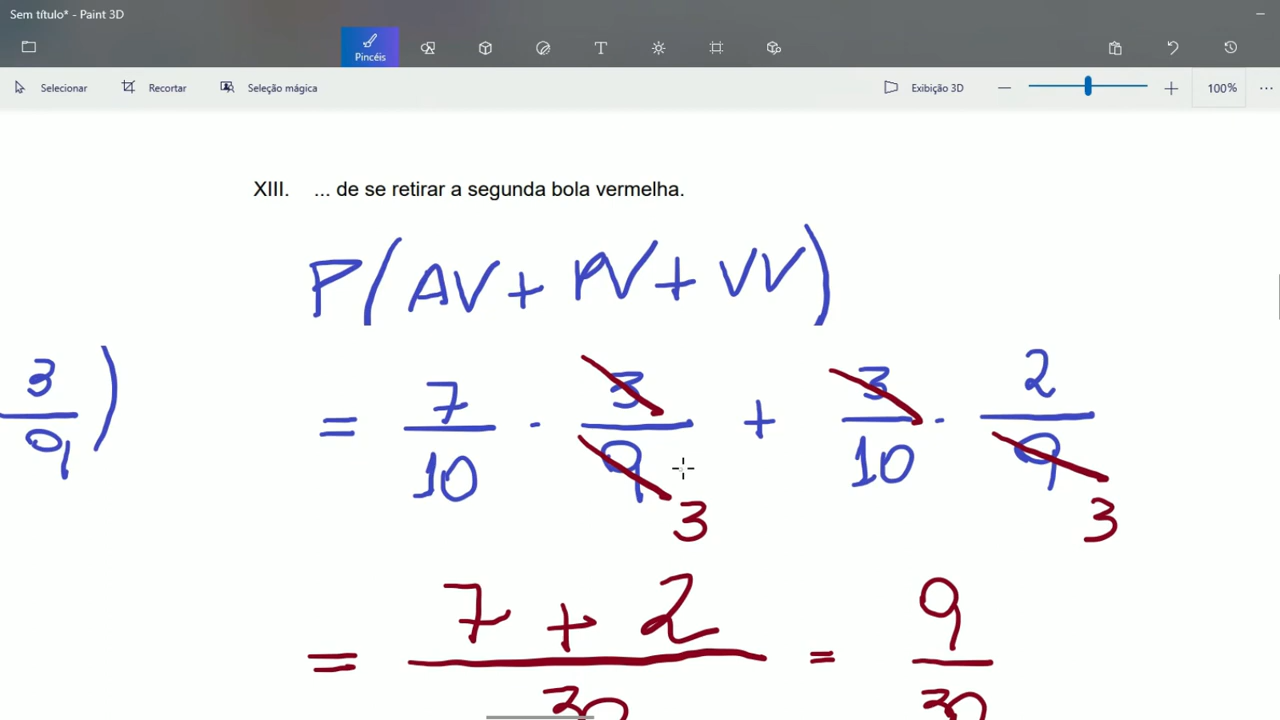 Sem título* - Paint 3D
Pincéis
Selecionar Recortar Seleção mágica Exibição 3D 100%
XIII. ... de se retirar a segunda bola vermelha.
P(AV + PV + VV)
3/9 )
= 7/10 · 3/9 + 3/10 · 2/9
3 3
= 7 + 2 / 30 = 9/30